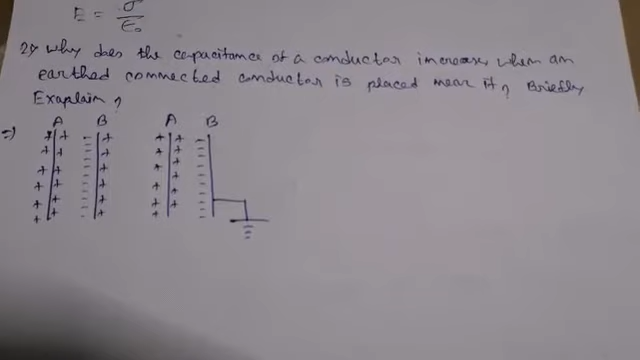 E = σ/ε₀
2) Why does the capacitance of a conductor increases when an
earthed connected conductor is placed near it? Briefly
Exaplain?
⇒ A B A B